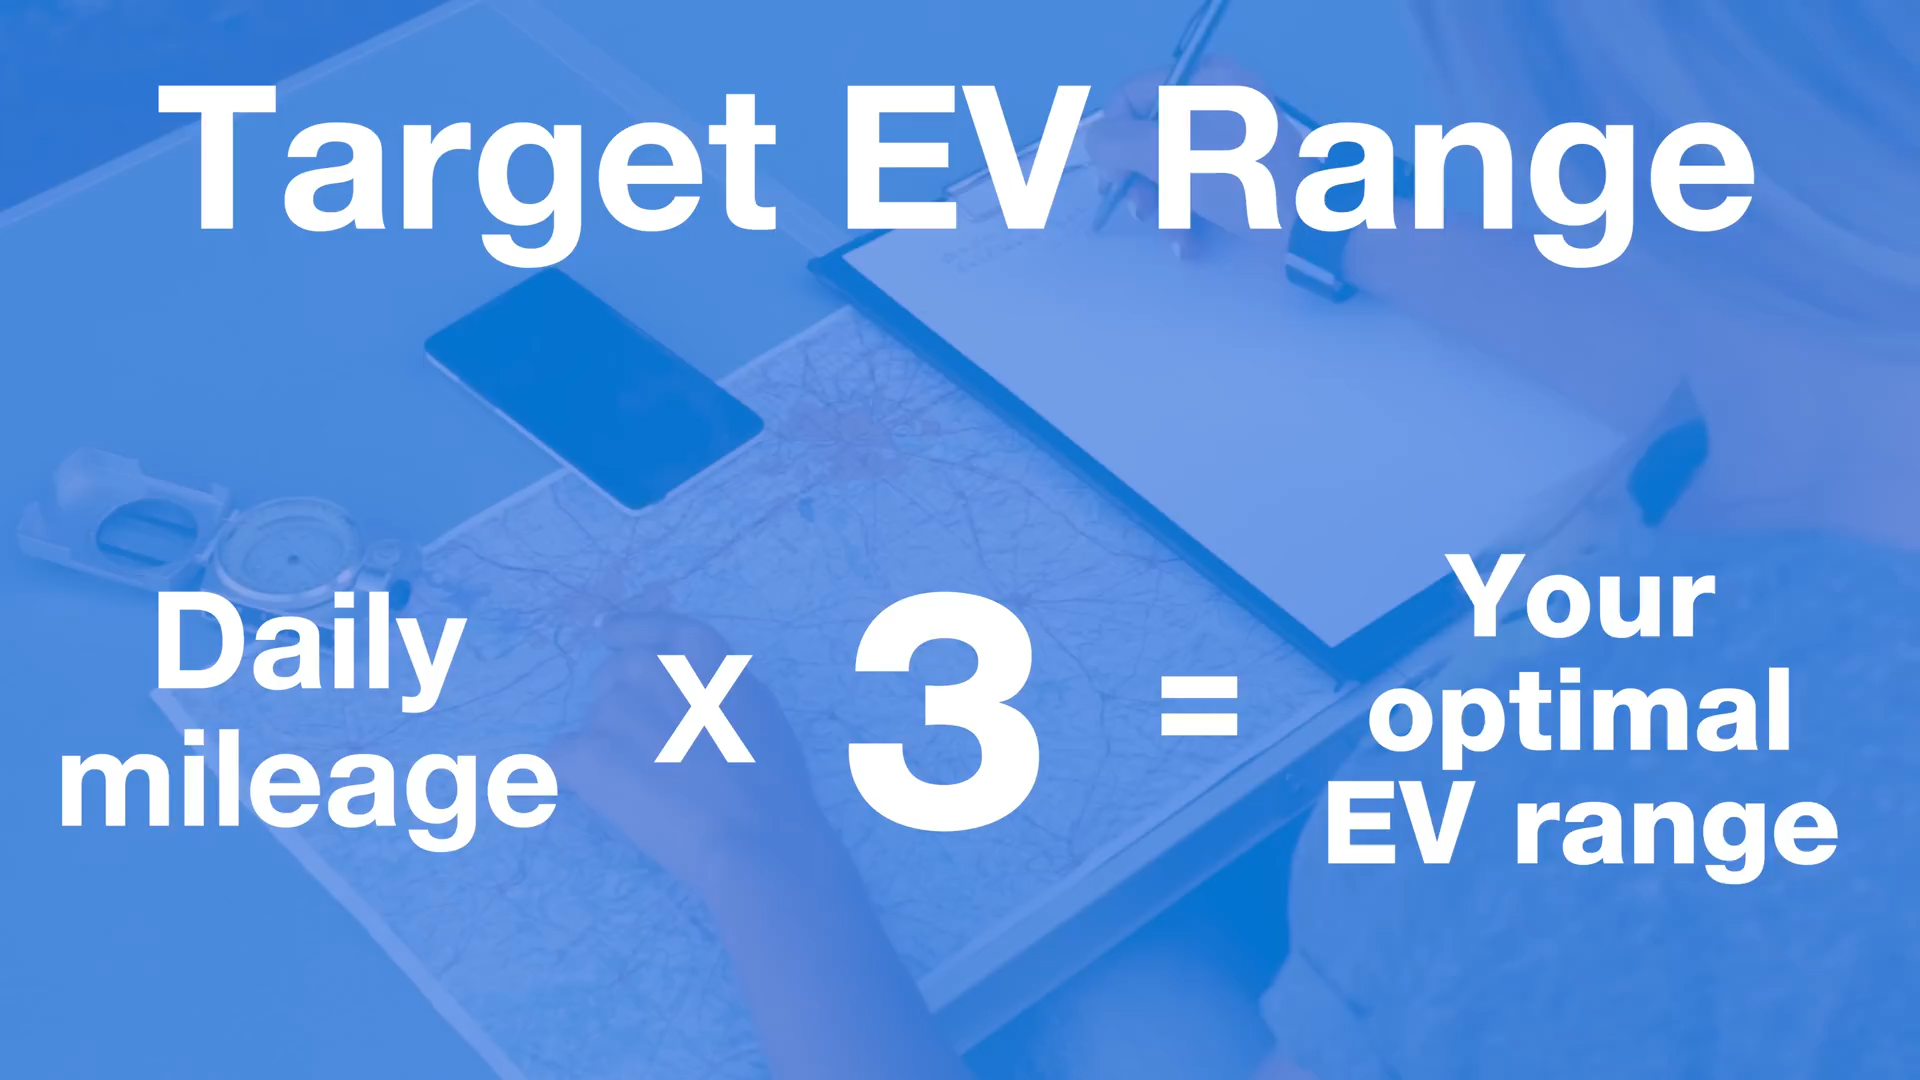 Target EV Range
Daily
mileage
x 3 =
Your
optimal
EV range